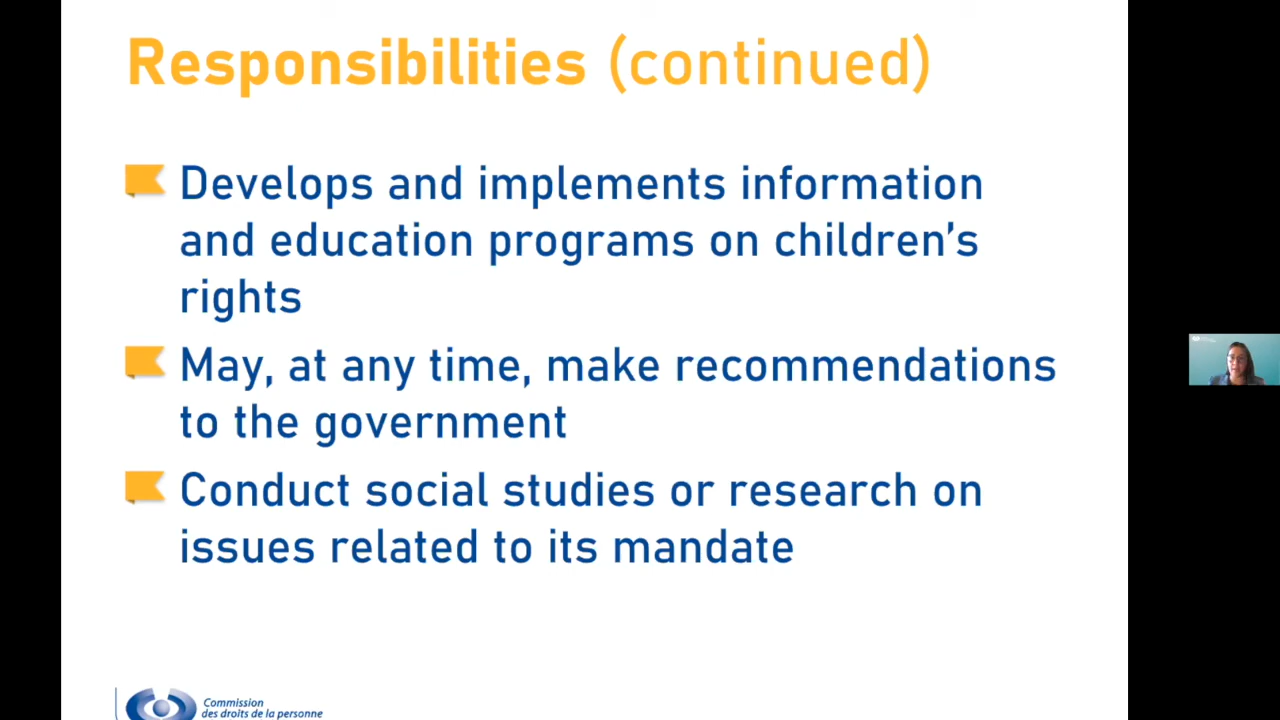 Responsibilities (continued)
Develops and implements information
and education programs on children's
rights
May, at any time, make recommendations
to the government
Conduct social studies or research on
issues related to its mandate
Commission
des droits de la personne